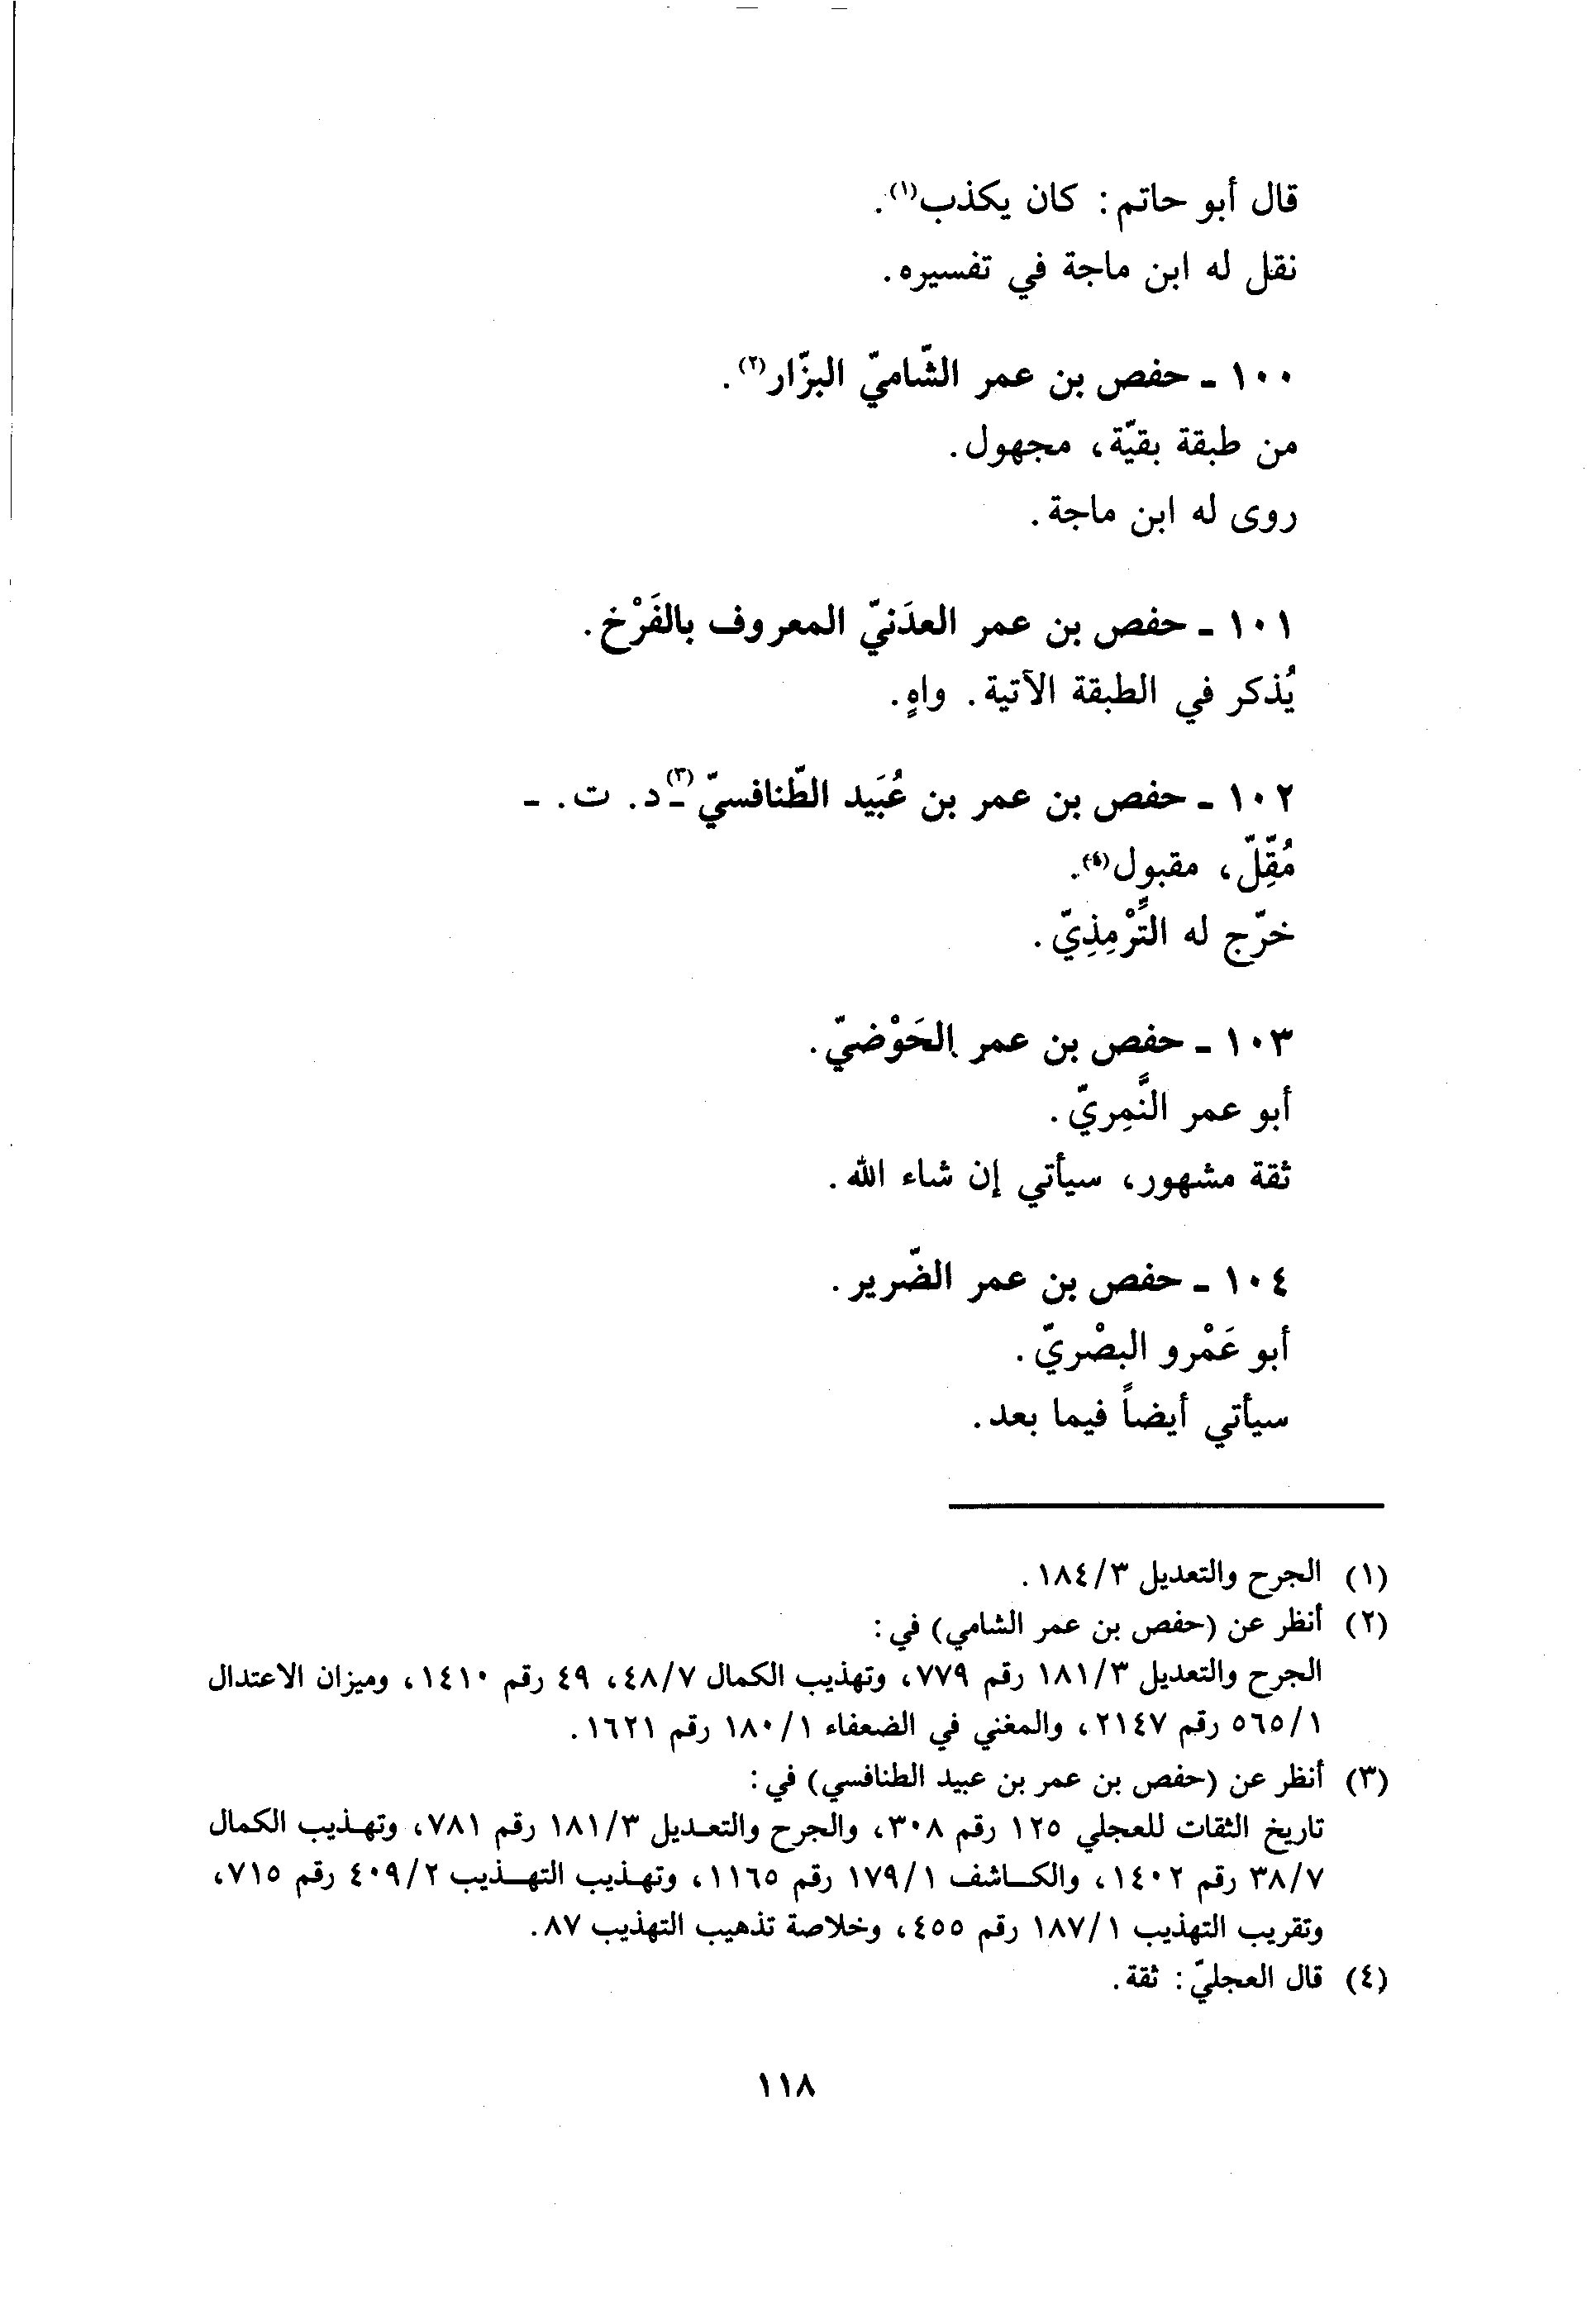 قال أبو حاتم: كان يكذب(١).
نقل له ابن ماجة في تفسيره.
١٠٠ ـ حفص بن عمر الشّاميّ البزّار(٢).
من طبقة بقيّة، مجهول.
روى له ابن ماجة.
١٠١ ـ حفص بن عمر العدَنيّ المعروف بالفَرْخ.
يُذكر في الطبقة الآتية. واهٍ.
١٠٢ ـ حفص بن عمر بن عُبَيد الطّنافسيّ(٣) ـ د. ت. ـ
مُقِّلّ، مقبول(٤).
خرّج له التِّرْمِذِيّ.
١٠٣ ـ حفص بن عمر الحَوْضيّ.
أبو عمر النَّمِريّ.
ثقة مشهور، سيأتي إن شاء الله.
١٠٤ ـ حفص بن عمر الضّرير.
أبو عَمْرو البصْريّ.
سيأتي أيضاً فيما بعد.
(١) الجرح والتعديل ١٨٤/٣.
(٢) أنظر عن (حفص بن عمر الشامي) في:
الجرح والتعديل ١٨١/٣ رقم ٧٧٩، وتهذيب الكمال ٤٨/٧، ٤٩ رقم ١٤١٠، وميزان الاعتدال
٥٦٥/١ رقم ٢١٤٧، والمغني في الضعفاء ١٨٠/١ رقم ١٦٢١.
(٣) أنظر عن (حفص بن عمر بن عبيد الطنافسي) في:
تاريخ الثقات للعجلي ١٢٥ رقم ٣٠٨، والجرح والتعـديل ١٨١/٣ رقم ٧٨١، وتهـذيب الكمال
٣٨/٧ رقم ١٤٠٢، والكـاشف ١٧٩/١ رقم ١١٦٥، وتهـذيب التهـذيب ٤٠٩/٢ رقم ٧١٥،
وتقريب التهذيب ١٨٧/١ رقم ٤٥٥، وخلاصة تذهيب التهذيب ٨٧.
(٤) قال العجليّ: ثقة.
١١٨